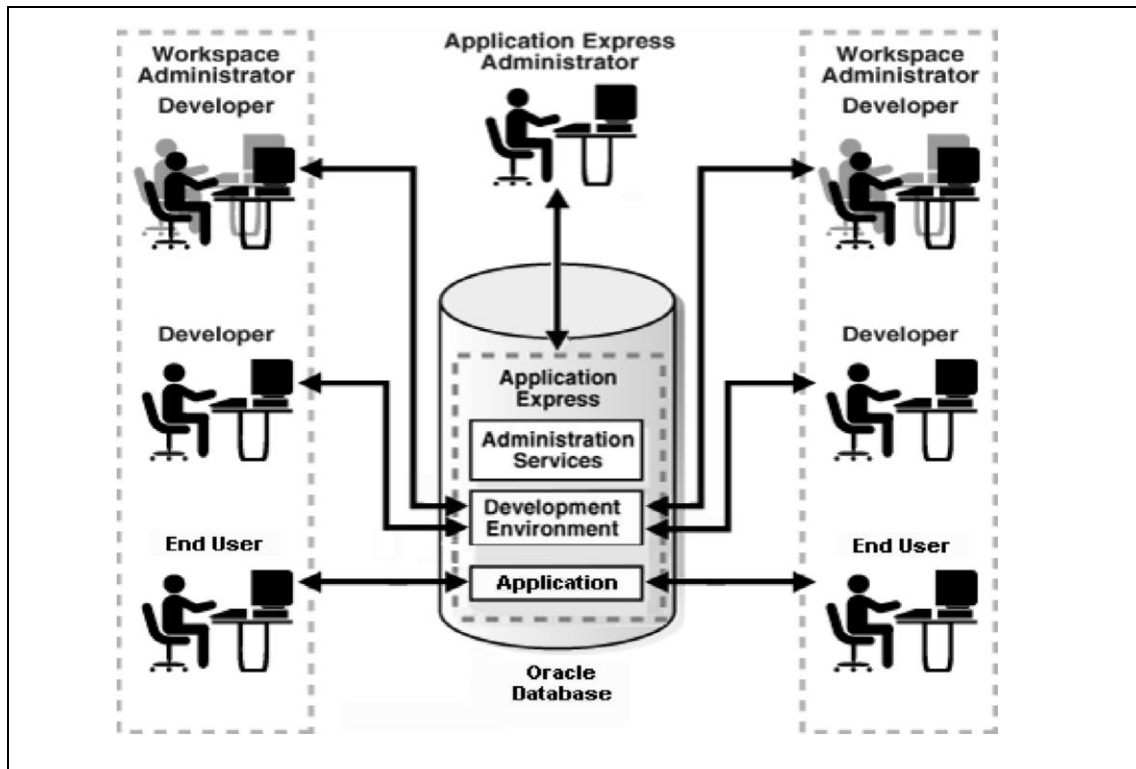 Workspace
Administrator
Developer
Developer
End User
Application Express
Administrator
Application
Express
Administration
Services
Development
Environment
Application
Oracle
Database
Workspace
Administrator
Developer
Developer
End User